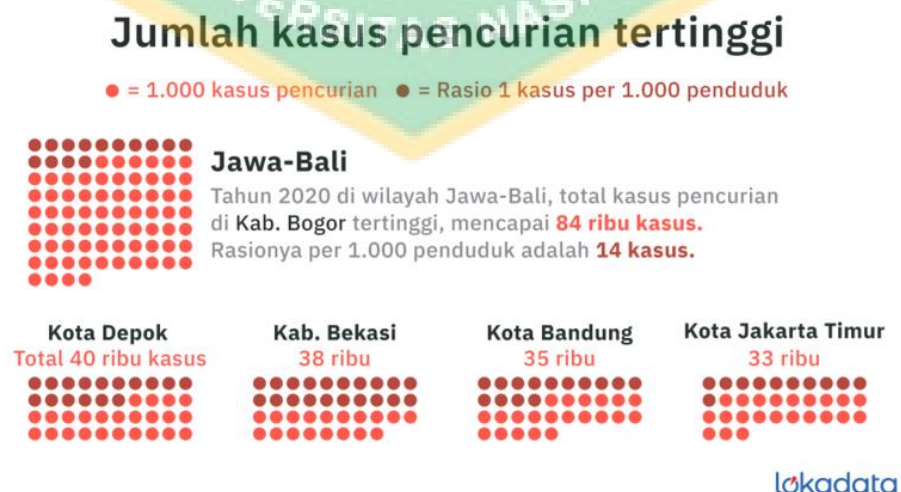 ERSITAS NAS
Jumlah kasus pencurian tertinggi
= 1.000 kasus pencurian = Rasio 1 kasus per 1.000 penduduk
Jawa-Bali
Tahun 2020 di wilayah Jawa-Bali, total kasus pencurian
di Kab. Bogor tertinggi, mencapai 84 ribu kasus.
Rasionya per 1.000 penduduk adalah 14 kasus.
Kota Depok
Total 40 ribu kasus
Kab. Bekasi
38 ribu
Kota Bandung
35 ribu
Kota Jakarta Timur
33 ribu
lokadata